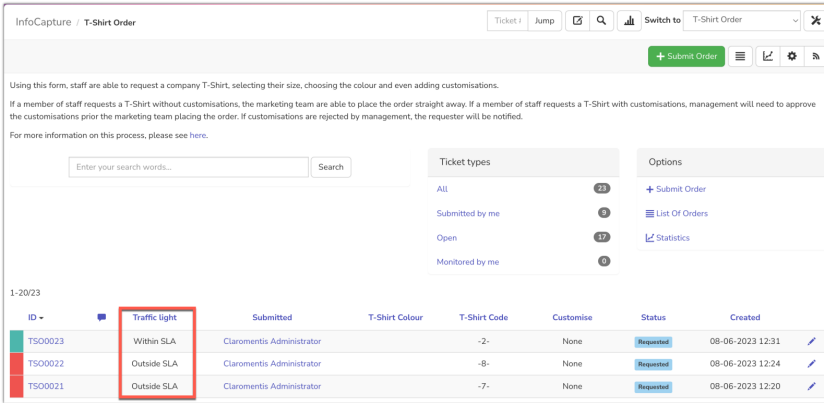 InfoCapture / T-Shirt Order
Ticket # Jump Switch to T-Shirt Order
+ Submit Order
Using this form, staff are able to request a company T-Shirt, selecting their size, choosing the colour and even adding customisations.
If a member of staff requests a T-Shirt without customisations, the marketing team are able to place the order straight away. If a member of staff requests a T-Shirt with customisations, management will need to approve
the customisations prior the marketing team placing the order. If customisations are rejected by management, the requester will be notified.
For more information on this process, please see here.
Enter your search words... Search
Ticket types
All 23
Submitted by me 9
Open 17
Monitored by me 0
Options
+ Submit Order
List Of Orders
Statistics
1-20/23
ID Traffic light Submitted T-Shirt Colour T-Shirt Code Customise Status Created
TSO0023 Within SLA Claromentis Administrator -2- None Requested 08-06-2023 12:31
TSO0022 Outside SLA Claromentis Administrator -8- None Requested 08-06-2023 12:24
TSO0021 Outside SLA Claromentis Administrator -7- None Requested 08-06-2023 12:20